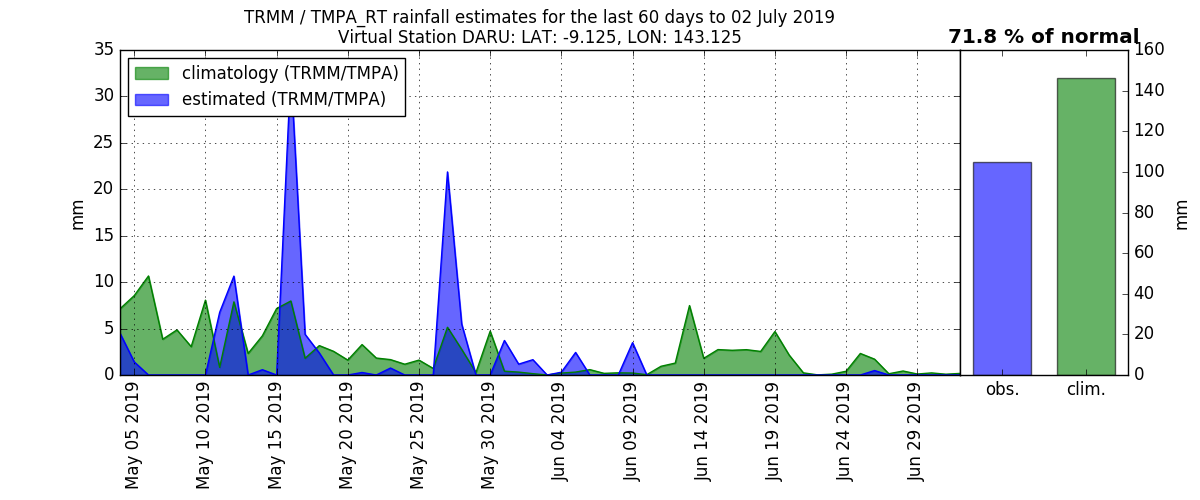 TRMM / TMPA_RT rainfall estimates for the last 60 days to 02 July 2019
Virtual Station DARU: LAT: -9.125, LON: 143.125
71.8 % of normal
climatology (TRMM/TMPA)
estimated (TRMM/TMPA)
mm
35
30
25
20
15
10
5
0
May 05 2019
May 10 2019
May 15 2019
May 20 2019
May 25 2019
May 30 2019
Jun 04 2019
Jun 09 2019
Jun 14 2019
Jun 19 2019
Jun 24 2019
Jun 29 2019
160
140
120
100
80
60
40
20
0
mm
obs.
clim.